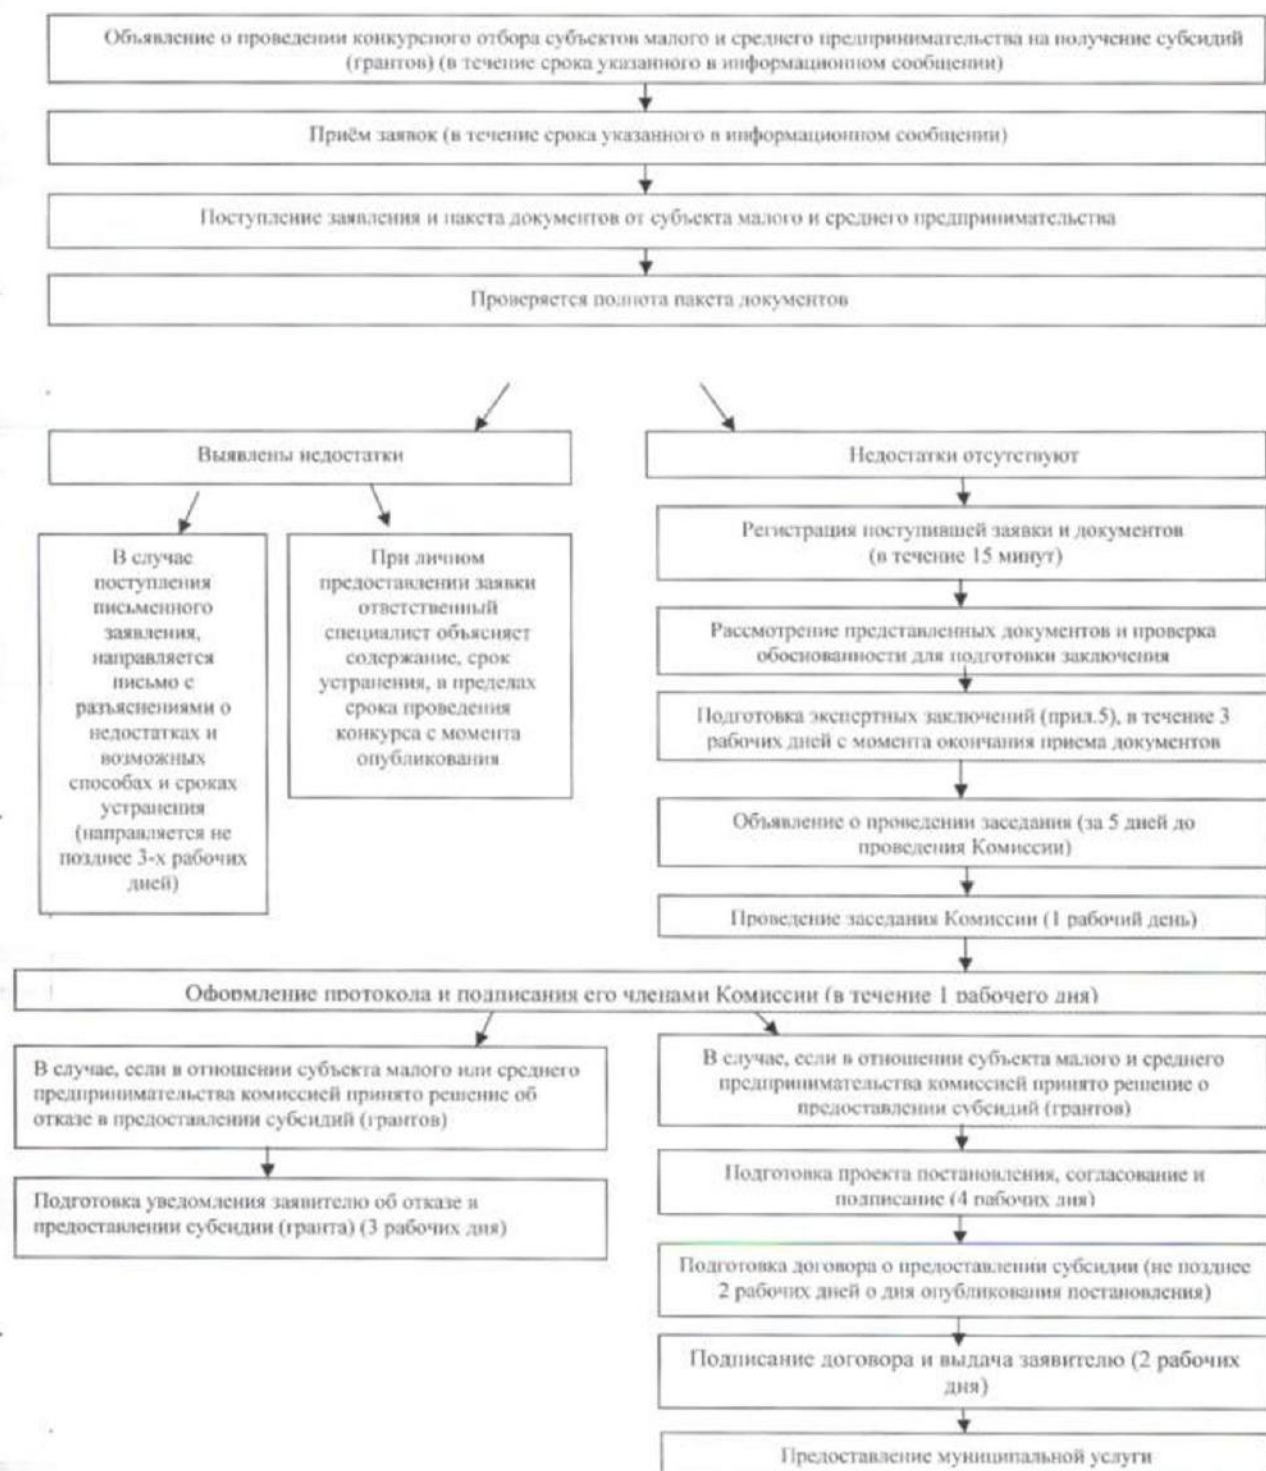 Объявление о проведении конкурсного отбора субъектов малого и среднего предпринимательства на получение субсидий
(грантов) (в течение срока указанного в информационном сообщении)
Приём заявок (в течение срока указанного в информационном сообщении)
Поступление заявления и пакета документов от субъекта малого и среднего предпринимательства
Проверяется полнота пакета документов
Выявлены недостатки
В случае
поступления
письменного
заявления,
направляется
письмо с
разъяснениями о
недостатках и
возможных
способах и сроках
устранения
(направляется не
позднее 3-х рабочих
дней)
При личном
предоставлении заявки
ответственный
специалист объясняет
содержание, срок
устранения, в пределах
срока проведения
конкурса с момента
опубликования
Недостатки отсутствуют
Регистрация поступившей заявки и документов
(в течение 15 минут)
Рассмотрение представленных документов и проверка
обоснованности для подготовки заключения
Подготовка экспертных заключений (прил.5), в течение 3
рабочих дней с момента окончания приема документов
Объявление о проведении заседания (за 5 дней до
проведения Комиссии)
Проведение заседания Комиссии (1 рабочий день)
Оформление протокола и подписания его членами Комиссии (в течение 1 рабочего дня)
В случае, если в отношении субъекта малого или среднего
предпринимательства комиссией принято решение об
отказе в предоставлении субсидий (грантов)
Подготовка уведомления заявителю об отказе в
предоставлении субсидии (гранта) (3 рабочих дня)
В случае, если в отношении субъекта малого и среднего
предпринимательства комиссией принято решение о
предоставлении субсидий (грантов)
Подготовка проекта постановления, согласование и
подписание (4 рабочих дня)
Подготовка договора о предоставлении субсидии (не позднее
2 рабочих дней о дня опубликования постановления)
Подписание договора и выдача заявителю (2 рабочих
дня)
Предоставление муниципальной услуги